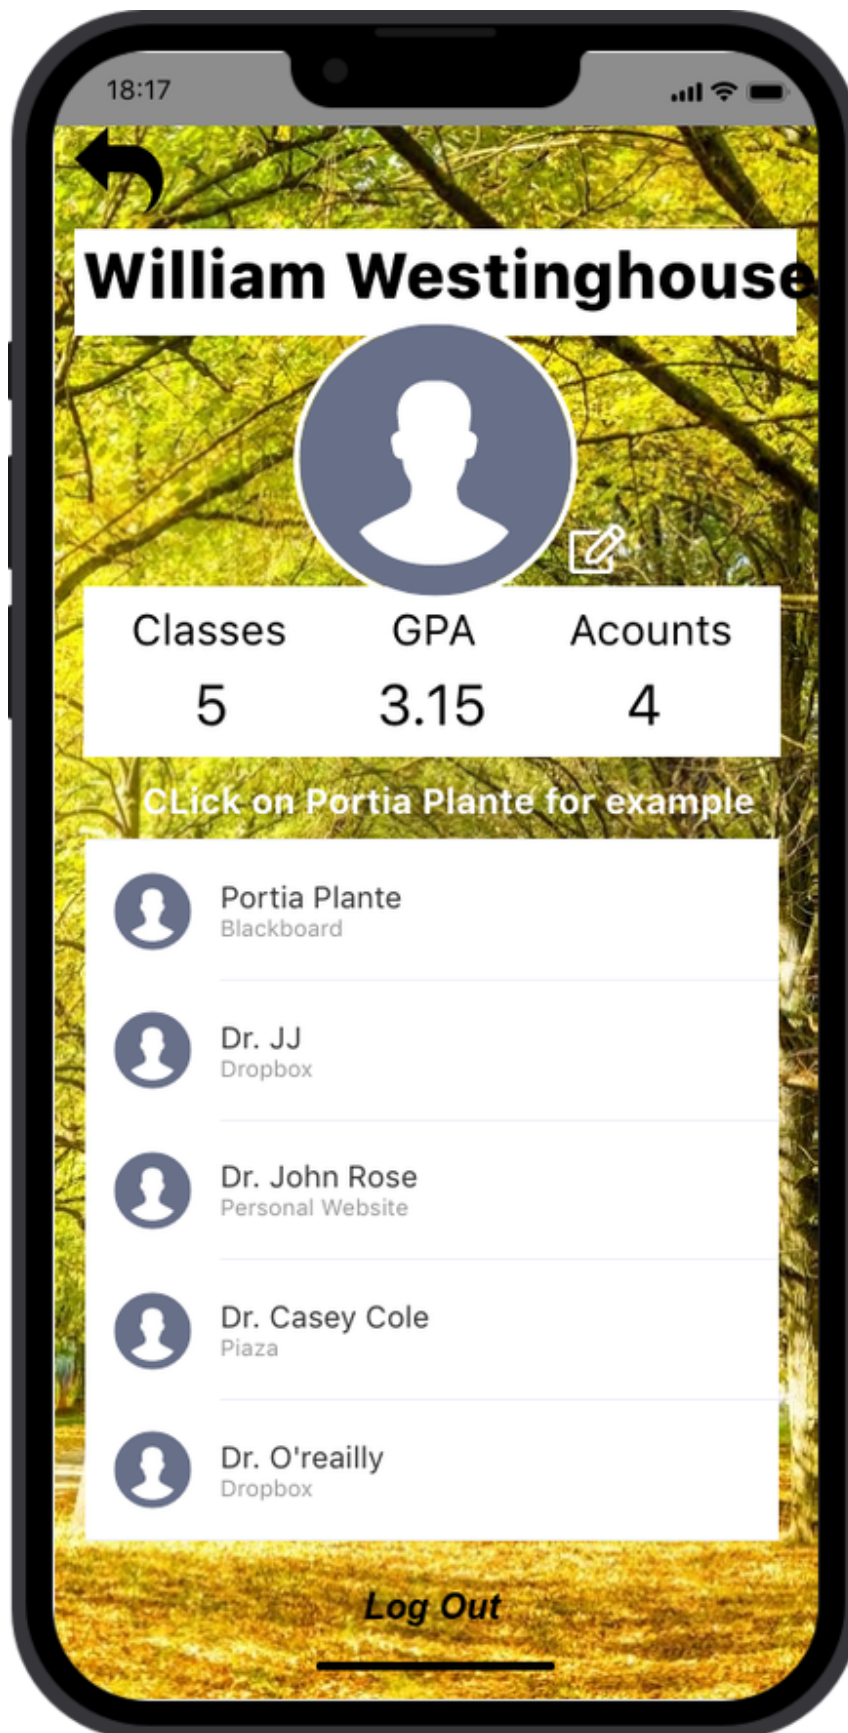 18:17
William Westinghouse
Classes GPA Acounts
5 3.15 4
CLick on Portia Plante for example
Portia Plante
Blackboard
Dr. JJ
Dropbox
Dr. John Rose
Personal Website
Dr. Casey Cole
Piaza
Dr. O'reailly
Dropbox
Log Out